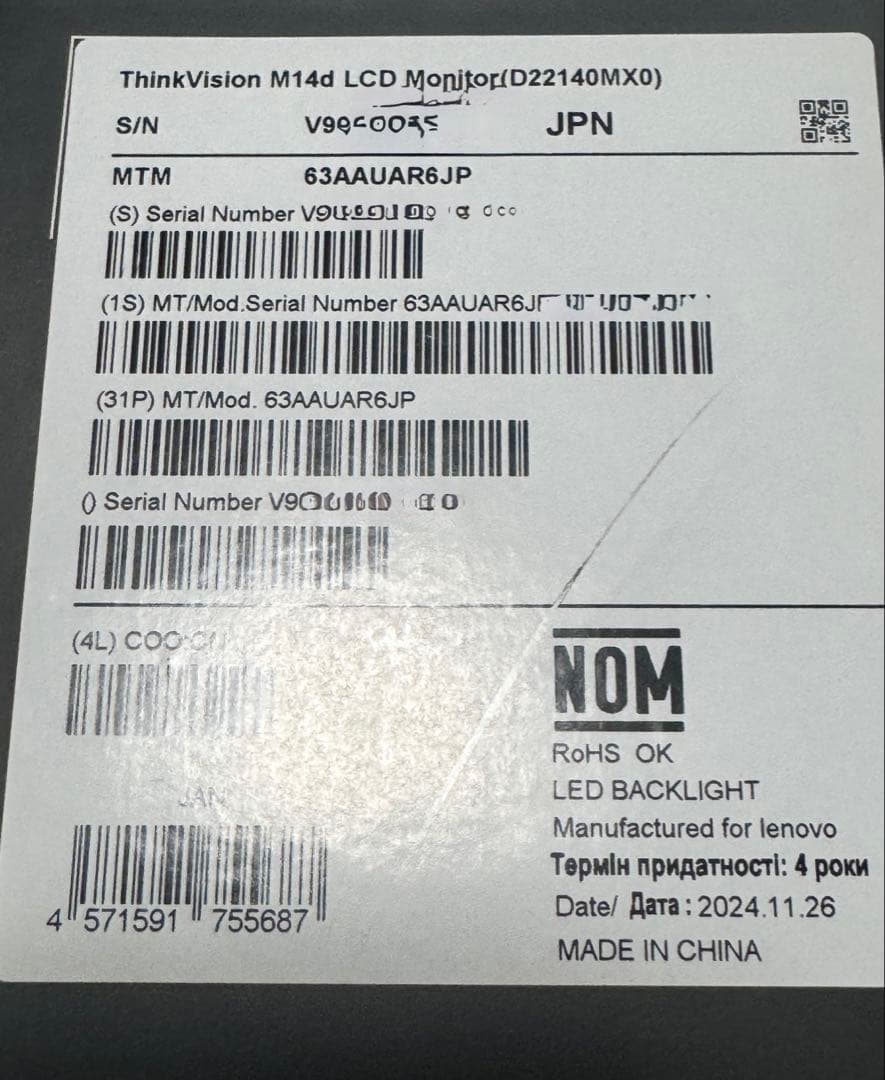 ThinkVision M14d LCD Monitor(D22140MX0)
S/N JPN
MTM 63AAUAR6JP
(S) Serial Number
(1S) MT/Mod.Serial Number
(31P) MT/Mod. 63AAUAR6JP
() Serial Number
(4L) COO
JAN
4 571591 755687
NOM
RoHS OK
LED BACKLIGHT
Manufactured for lenovo
Термін придатності: 4 роки
Date/ Дата : 2024.11.26
MADE IN CHINA